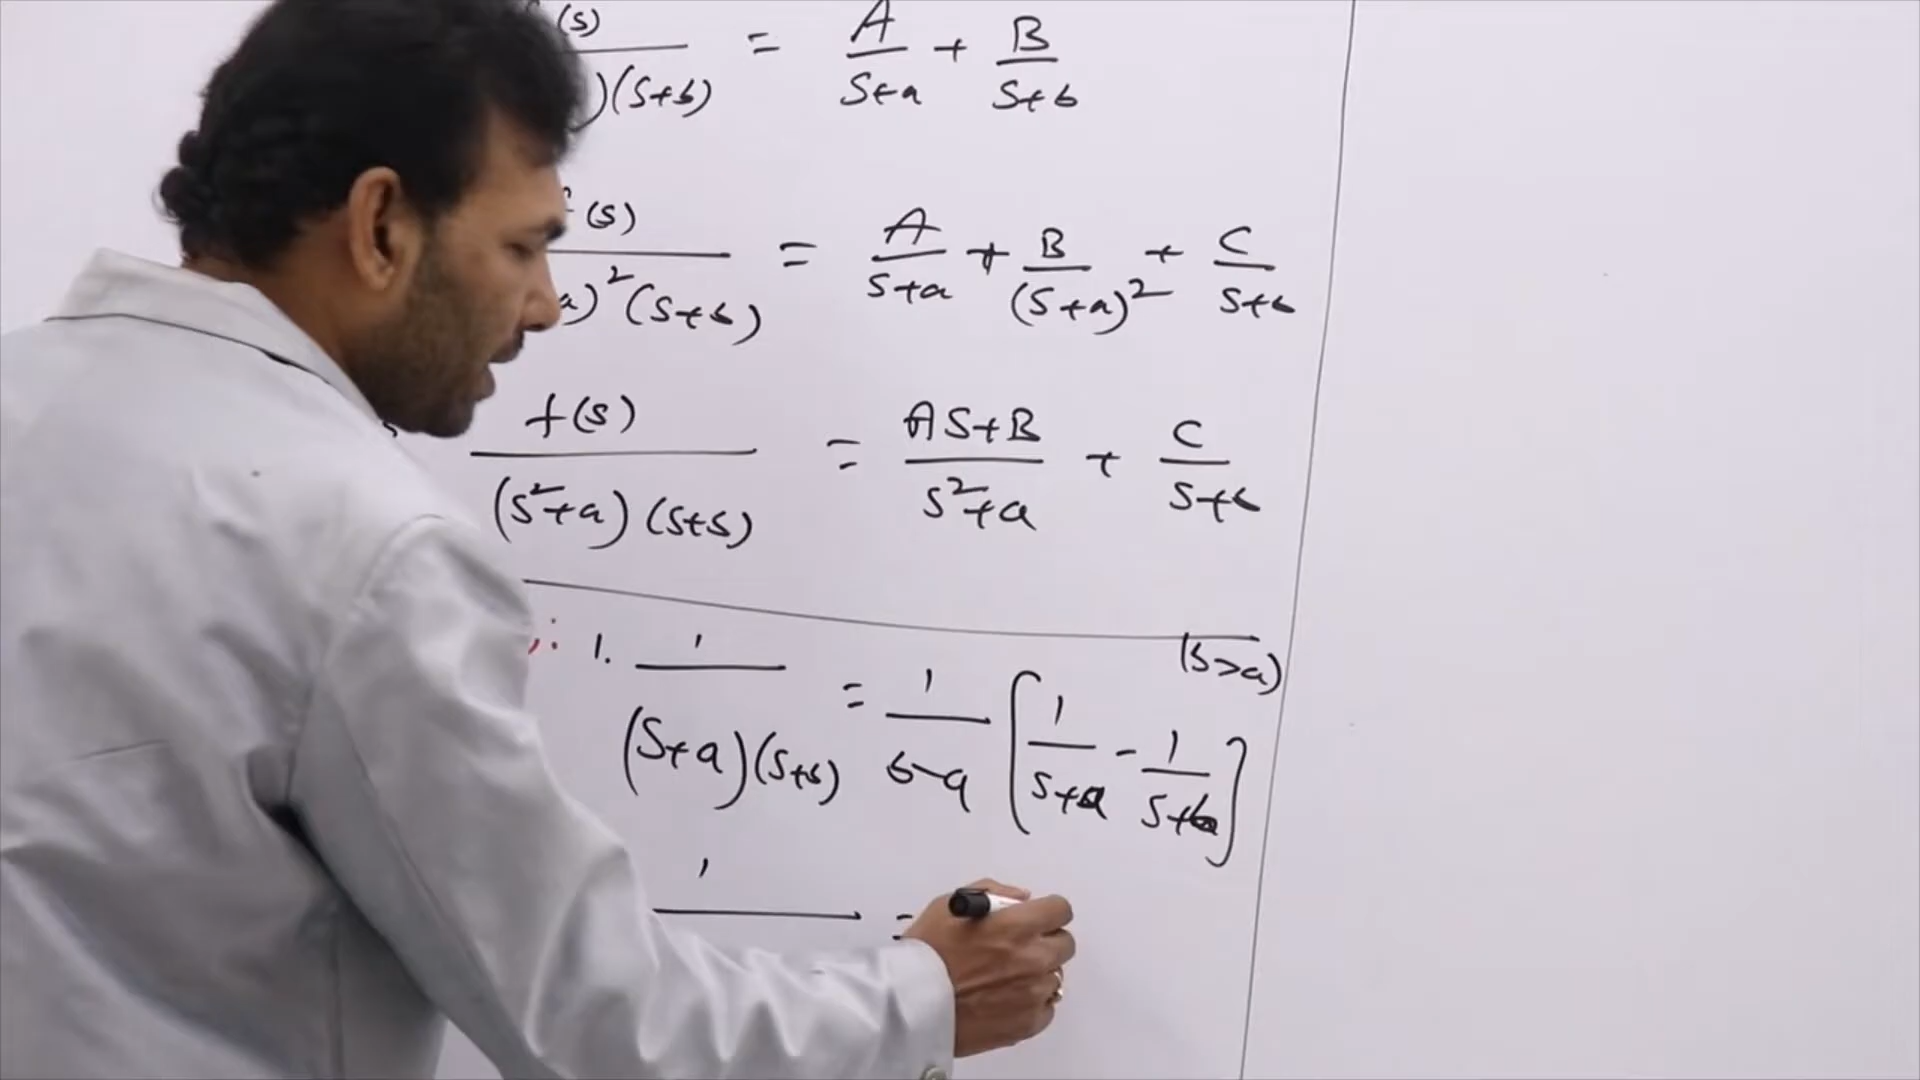 (s) / )(s+b) = A/s+a + B/s+b
(s) / a)²(s+b) = A/s+a + B/(s+a)² + C/s+b
f(s) / (s²+a)(s+s) = As+B/s²+a + C/s+b
: 1. 1/(s+a)(s+b) = 1/b-a [1/s+a - 1/s+b] (b>a)
1/ =